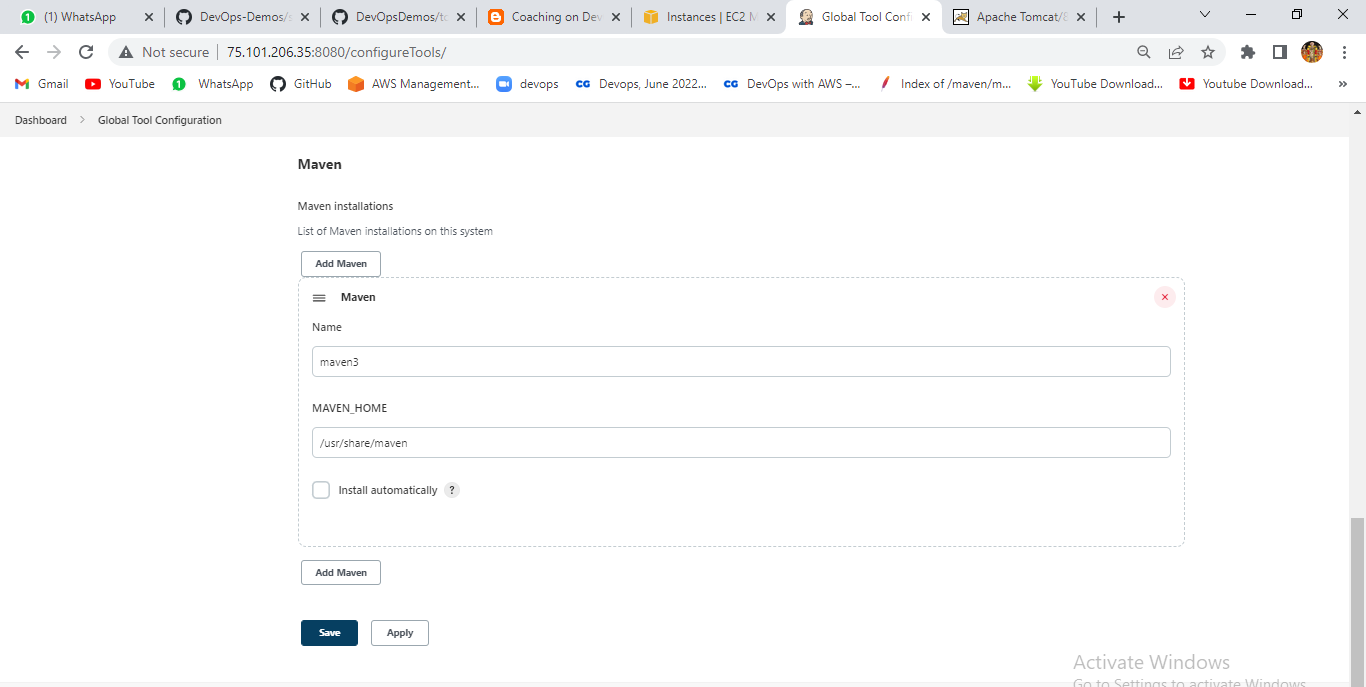 (1) WhatsApp
DevOps-Demos/s
DevOpsDemos/to
Coaching on Dev
Instances | EC2 M
Global Tool Confi
Apache Tomcat/8
Not secure
75.101.206.35:8080/configureTools/
Gmail
YouTube
WhatsApp
GitHub
AWS Management...
devops
Devops, June 2022...
DevOps with AWS –...
Index of /maven/m...
YouTube Download...
Youtube Download...
»
Dashboard
Global Tool Configuration
Maven
Maven installations
List of Maven installations on this system
Add Maven
Maven
Name
maven3
MAVEN_HOME
/usr/share/maven
Install automatically ?
Add Maven
Save
Apply
Activate Windows
Go to Settings to activate Windows.